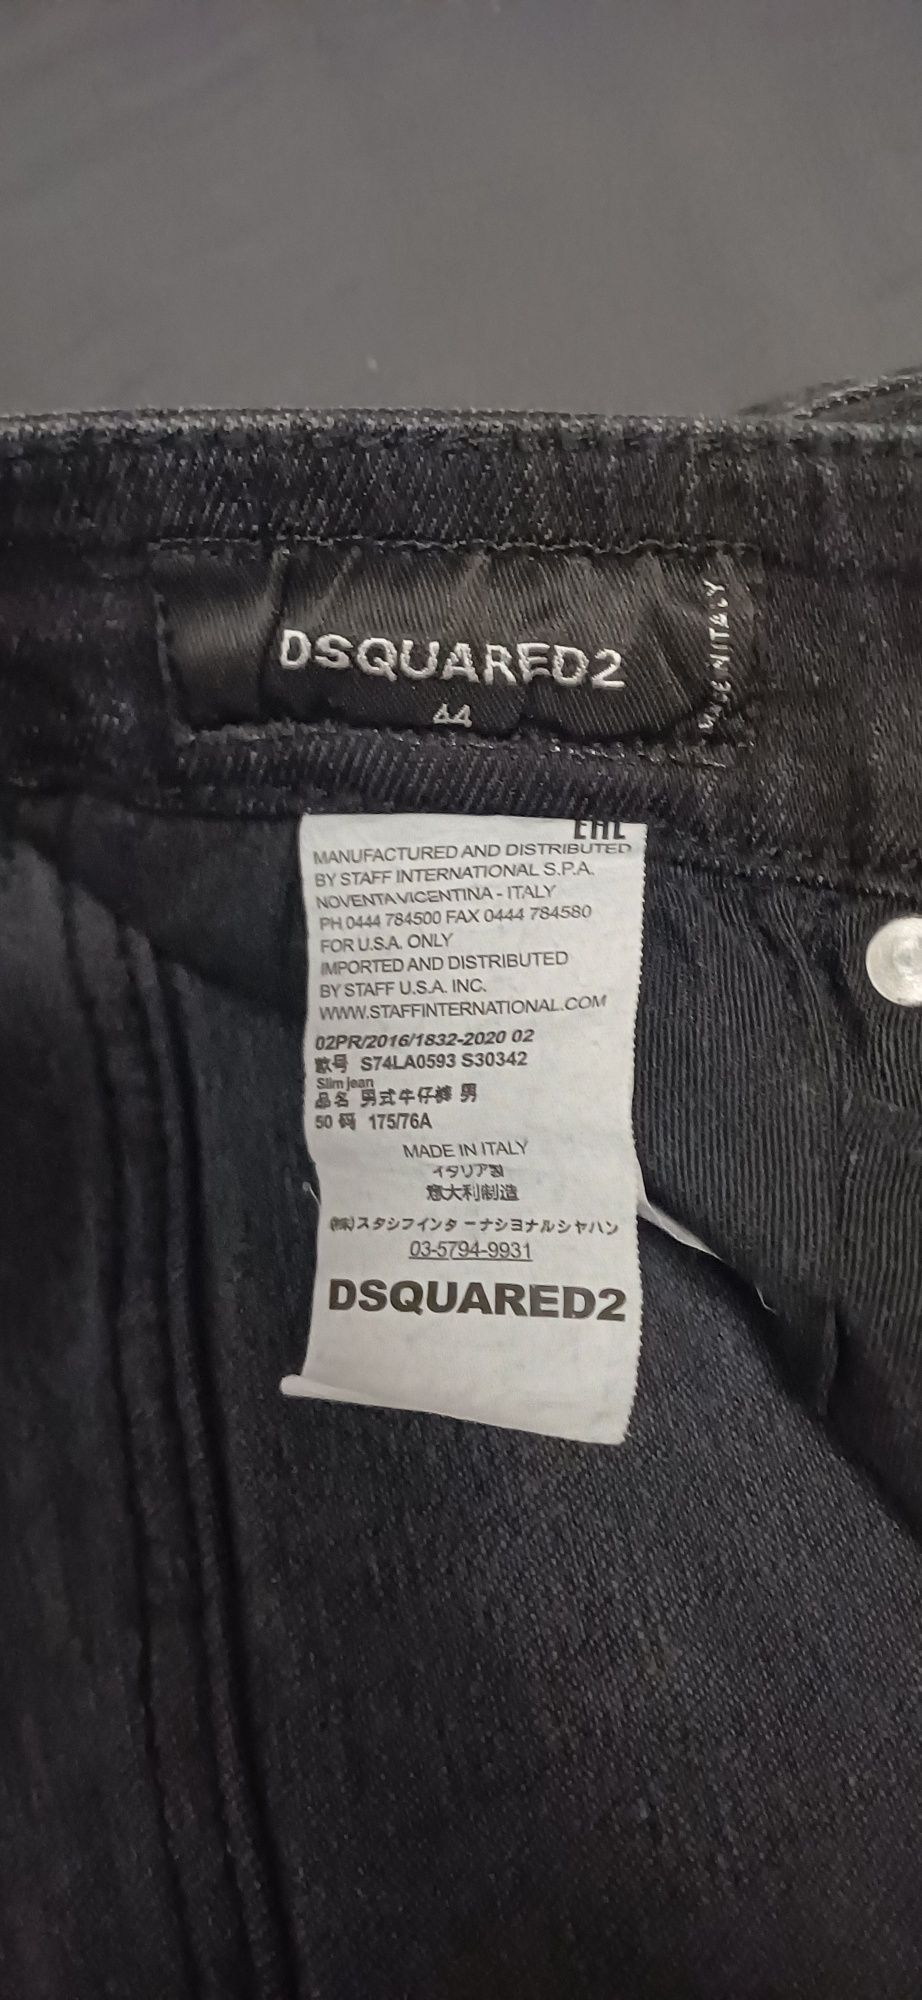 DSQUARED2
44
MADE IN ITALY
EAC
MANUFACTURED AND DISTRIBUTED
BY STAFF INTERNATIONAL S.P.A.
NOVENTA VICENTINA - ITALY
PH 0444 784500 FAX 0444 784580
FOR U.S.A. ONLY
IMPORTED AND DISTRIBUTED
BY STAFF U.S.A. INC.
WWW.STAFFINTERNATIONAL.COM
02PR/2016/1832-2020 02
款号 S74LA0593 S30342
Slim jean
品名 男式牛仔裤 男
50 码 175/76A
MADE IN ITALY
イタリア製
意大利制造
(株)スタッフインターナショナルジャパン
03-5794-9931
DSQUARED2